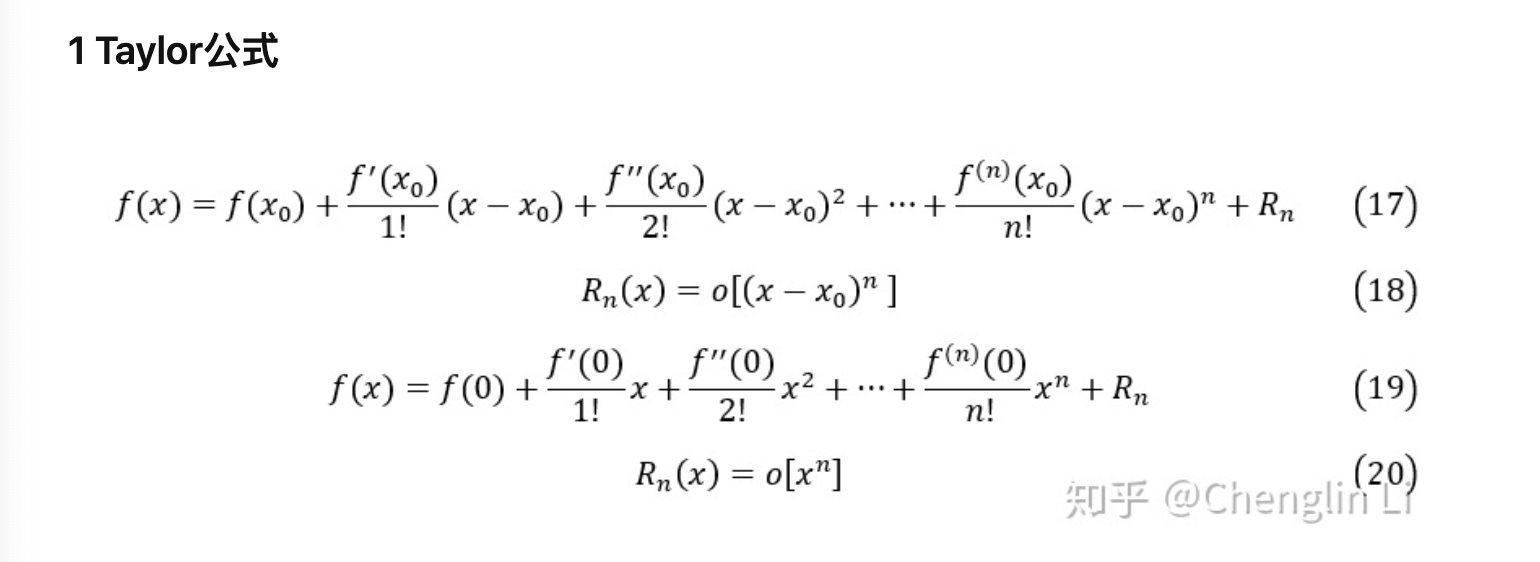 1 Taylor公式
f(x) = f(x₀) + f′(x₀)/1! (x − x₀) + f″(x₀)/2! (x − x₀)² + ⋯ + f⁽ⁿ⁾(x₀)/n! (x − x₀)ⁿ + Rₙ (17)
Rₙ(x) = o[(x − x₀)ⁿ ] (18)
f(x) = f(0) + f′(0)/1! x + f″(0)/2! x² + ⋯ + f⁽ⁿ⁾(0)/n! xⁿ + Rₙ (19)
Rₙ(x) = o[xⁿ] (20)
知乎 @Chenglin Li